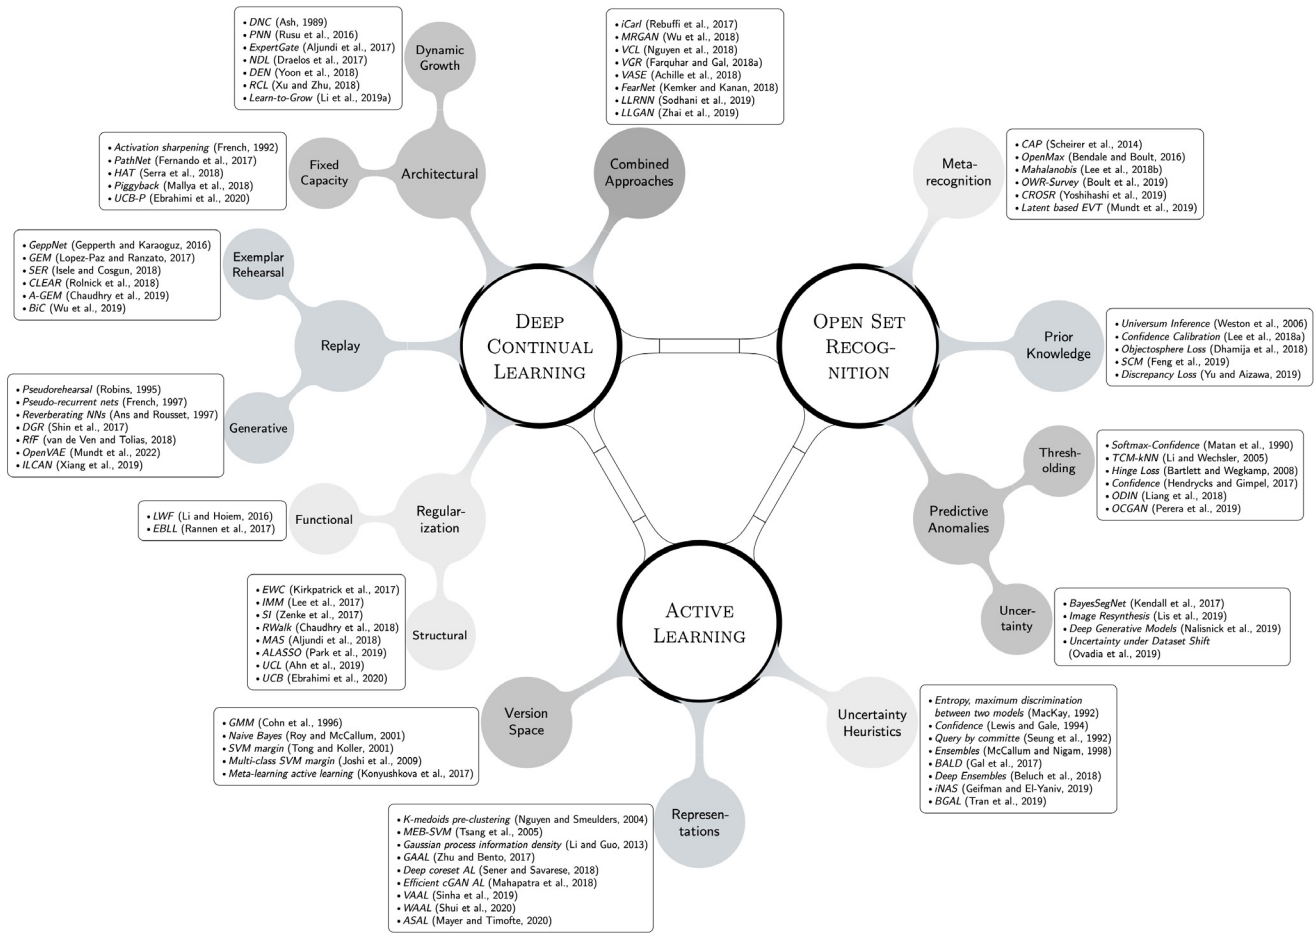 • DNC (Ash, 1989)
• PNN (Rusu et al., 2016)
• ExpertGate (Aljundi et al., 2017)
• NDL (Draelos et al., 2017)
• DEN (Yoon et al., 2018)
• RCL (Xu and Zhu, 2018)
• Learn-to-Grow (Li et al., 2019a)
Dynamic
Growth
• iCarl (Rebuffi et al., 2017)
• MRGAN (Wu et al., 2018)
• VCL (Nguyen et al., 2018)
• VGR (Farquhar and Gal, 2018a)
• VASE (Achille et al., 2018)
• FearNet (Kemker and Kanan, 2018)
• LLRNN (Sodhani et al., 2019)
• LLGAN (Zhai et al., 2019)
• Activation sharpening (French, 1992)
• PathNet (Fernando et al., 2017)
• HAT (Serra et al., 2018)
• Piggyback (Mallya et al., 2018)
• UCB-P (Ebrahimi et al., 2020)
Fixed
Capacity
Architectural
Combined
Approaches
Meta-
recognition
• CAP (Scheirer et al., 2014)
• OpenMax (Bendale and Boult, 2016)
• Mahalanobis (Lee et al., 2018b)
• OWR-Survey (Boult et al., 2019)
• CROSR (Yoshihashi et al., 2019)
• Latent based EVT (Mundt et al., 2019)
• GeppNet (Gepperth and Karaoguz, 2016)
• GEM (Lopez-Paz and Ranzato, 2017)
• SER (Isele and Cosgun, 2018)
• CLEAR (Rolnick et al., 2018)
• A-GEM (Chaudhry et al., 2019)
• BiC (Wu et al., 2019)
Exemplar
Rehearsal
Replay
DEEP
CONTINUAL
LEARNING
OPEN SET
RECOG-
NITION
Prior
Knowledge
• Universum Inference (Weston et al., 2006)
• Confidence Calibration (Lee et al., 2018a)
• Objectosphere Loss (Dhamija et al., 2018)
• SCM (Feng et al., 2019)
• Discrepancy Loss (Yu and Aizawa, 2019)
• Pseudorehearsal (Robins, 1995)
• Pseudo-recurrent nets (French, 1997)
• Reverberating NNs (Ans and Rousset, 1997)
• DGR (Shin et al., 2017)
• RfF (van de Ven and Tolias, 2018)
• OpenVAE (Mundt et al., 2022)
• ILCAN (Xiang et al., 2019)
Generative
Thresh-
olding
• Softmax-Confidence (Matan et al., 1990)
• TCM-kNN (Li and Wechsler, 2005)
• Hinge Loss (Bartlett and Wegkamp, 2008)
• Confidence (Hendrycks and Gimpel, 2017)
• ODIN (Liang et al., 2018)
• OCGAN (Perera et al., 2019)
• LWF (Li and Hoiem, 2016)
• EBLL (Rannen et al., 2017)
Functional
Regular-
ization
Predictive
Anomalies
• EWC (Kirkpatrick et al., 2017)
• IMM (Lee et al., 2017)
• SI (Zenke et al., 2017)
• RWalk (Chaudhry et al., 2018)
• MAS (Aljundi et al., 2018)
• ALASSO (Park et al., 2019)
• UCL (Ahn et al., 2019)
• UCB (Ebrahimi et al., 2020)
Structural
ACTIVE
LEARNING
Uncer-
tainty
• BayesSegNet (Kendall et al., 2017)
• Image Resynthesis (Lis et al., 2019)
• Deep Generative Models (Nalisnick et al., 2019)
• Uncertainty under Dataset Shift
(Ovadia et al., 2019)
• GMM (Cohn et al., 1996)
• Naive Bayes (Roy and McCallum, 2001)
• SVM margin (Tong and Koller, 2001)
• Multi-class SVM margin (Joshi et al., 2009)
• Meta-learning active learning (Konyushkova et al., 2017)
Version
Space
Uncertainty
Heuristics
• Entropy, maximum discrimination
between two models (MacKay, 1992)
• Confidence (Lewis and Gale, 1994)
• Query by committe (Seung et al., 1992)
• Ensembles (McCallum and Nigam, 1998)
• BALD (Gal et al., 2017)
• Deep Ensembles (Beluch et al., 2018)
• iNAS (Geifman and El-Yaniv, 2019)
• BGAL (Tran et al., 2019)
• K-medoids pre-clustering (Nguyen and Smeulders, 2004)
• MEB-SVM (Tsang et al., 2005)
• Gaussian process information density (Li and Guo, 2013)
• GAAL (Zhu and Bento, 2017)
• Deep coreset AL (Sener and Savarese, 2018)
• Efficient cGAN AL (Mahapatra et al., 2018)
• VAAL (Sinha et al., 2019)
• WAAL (Shui et al., 2020)
• ASAL (Mayer and Timofte, 2020)
Represen-
tations